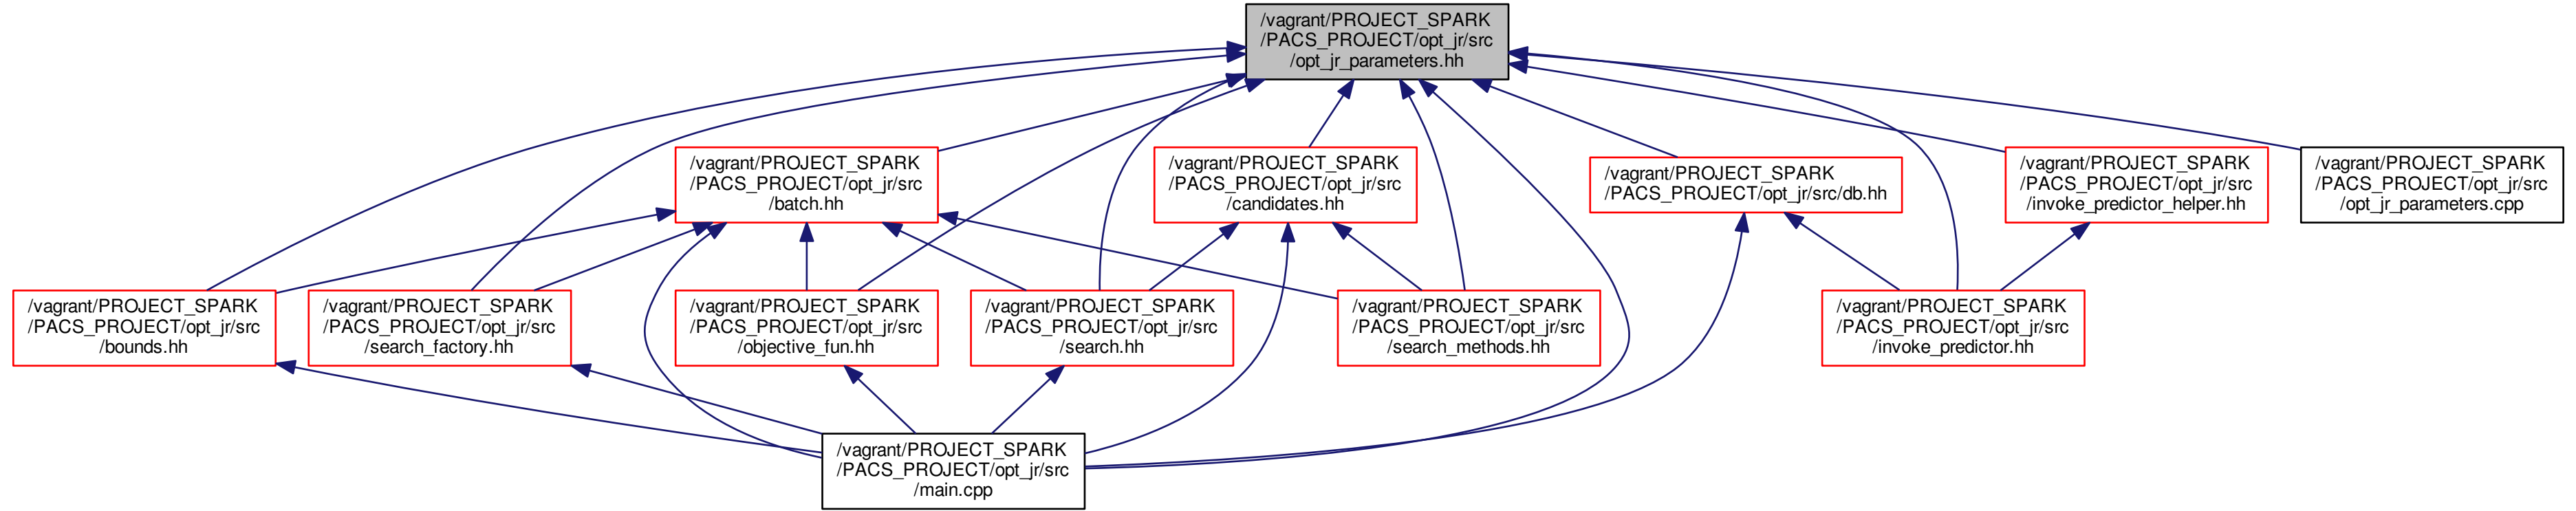 /vagrant/PROJECT_SPARK
/PACS_PROJECT/opt_jr/src
/opt_jr_parameters.hh
/vagrant/PROJECT_SPARK
/PACS_PROJECT/opt_jr/src
/batch.hh
/vagrant/PROJECT_SPARK
/PACS_PROJECT/opt_jr/src
/candidates.hh
/vagrant/PROJECT_SPARK
/PACS_PROJECT/opt_jr/src/db.hh
/vagrant/PROJECT_SPARK
/PACS_PROJECT/opt_jr/src
/invoke_predictor_helper.hh
/vagrant/PROJECT_SPARK
/PACS_PROJECT/opt_jr/src
/opt_jr_parameters.cpp
/vagrant/PROJECT_SPARK
/PACS_PROJECT/opt_jr/src
/bounds.hh
/vagrant/PROJECT_SPARK
/PACS_PROJECT/opt_jr/src
/search_factory.hh
/vagrant/PROJECT_SPARK
/PACS_PROJECT/opt_jr/src
/objective_fun.hh
/vagrant/PROJECT_SPARK
/PACS_PROJECT/opt_jr/src
/search.hh
/vagrant/PROJECT_SPARK
/PACS_PROJECT/opt_jr/src
/search_methods.hh
/vagrant/PROJECT_SPARK
/PACS_PROJECT/opt_jr/src
/invoke_predictor.hh
/vagrant/PROJECT_SPARK
/PACS_PROJECT/opt_jr/src
/main.cpp